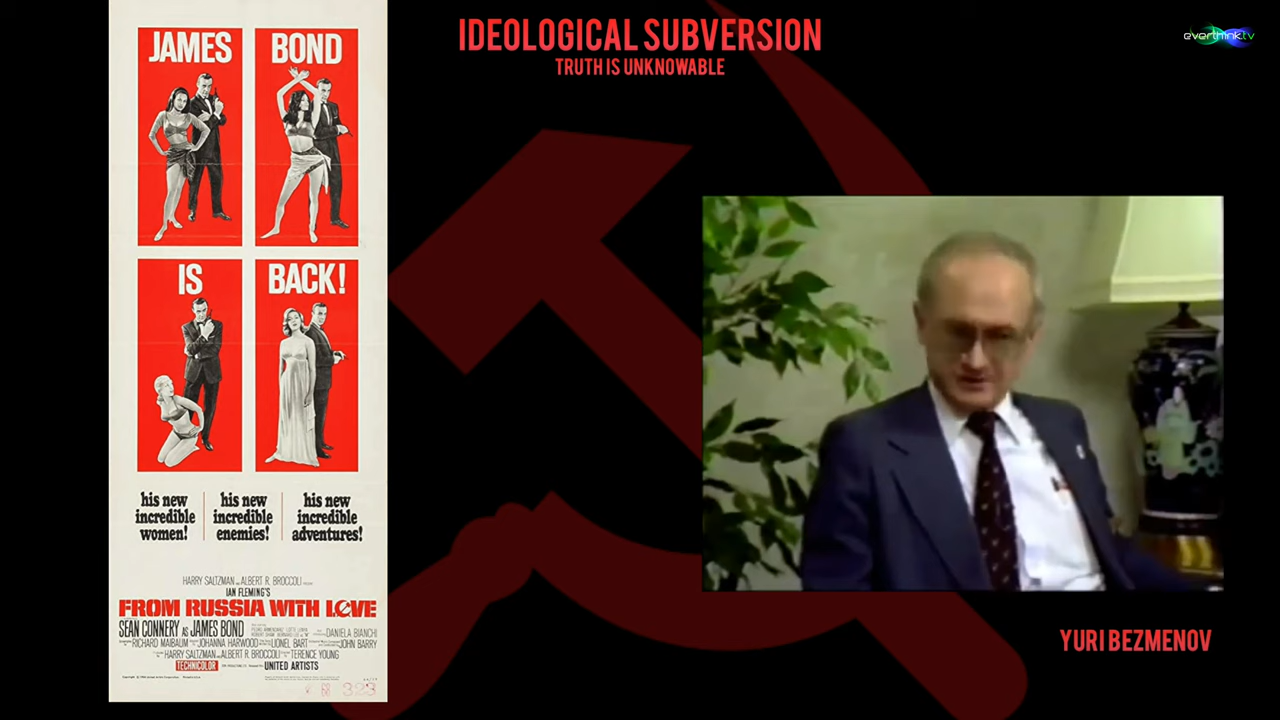 IDEOLOGICAL SUBVERSION
TRUTH IS UNKNOWABLE
everthink.tv
JAMES BOND
IS BACK!
his new incredible women!
his new incredible enemies!
his new incredible adventures!
HARRY SALTZMAN AND ALBERT R. BROCCOLI
IAN FLEMING'S
FROM RUSSIA WITH LOVE
SEAN CONNERY AS JAMES BOND
DANIELA BIANCHI
RICHARD MAIBAUM JOHANNA HARWOOD LIONEL BART JOHN BARRY
HARRY SALTZMAN AND ALBERT R. BROCCOLI TERENCE YOUNG
TECHNICOLOR UNITED ARTISTS
323
YURI BEZMENOV